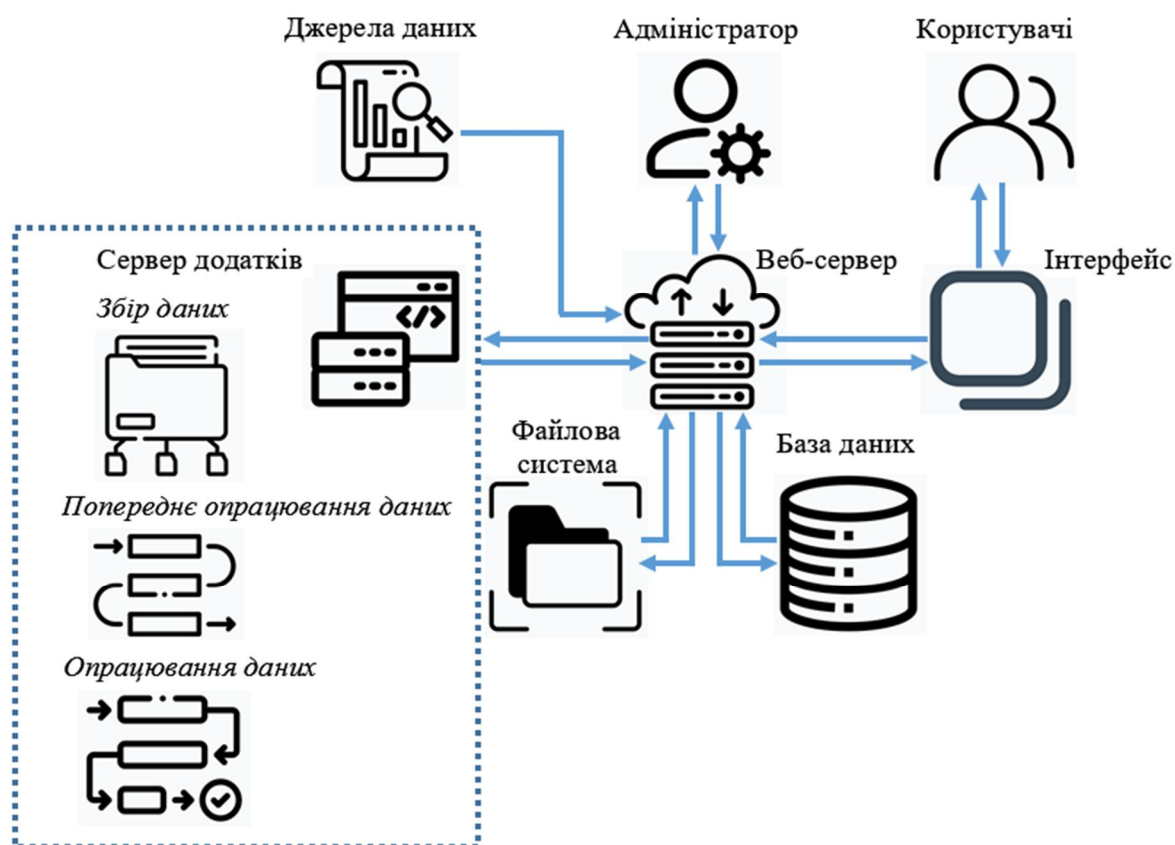 Джерела даних
Адміністратор
Користувачі
Сервер додатків
Веб-сервер
Інтерфейс
Збір даних
</>
Файлова
система
База даних
Попереднє опрацювання даних
Опрацювання даних